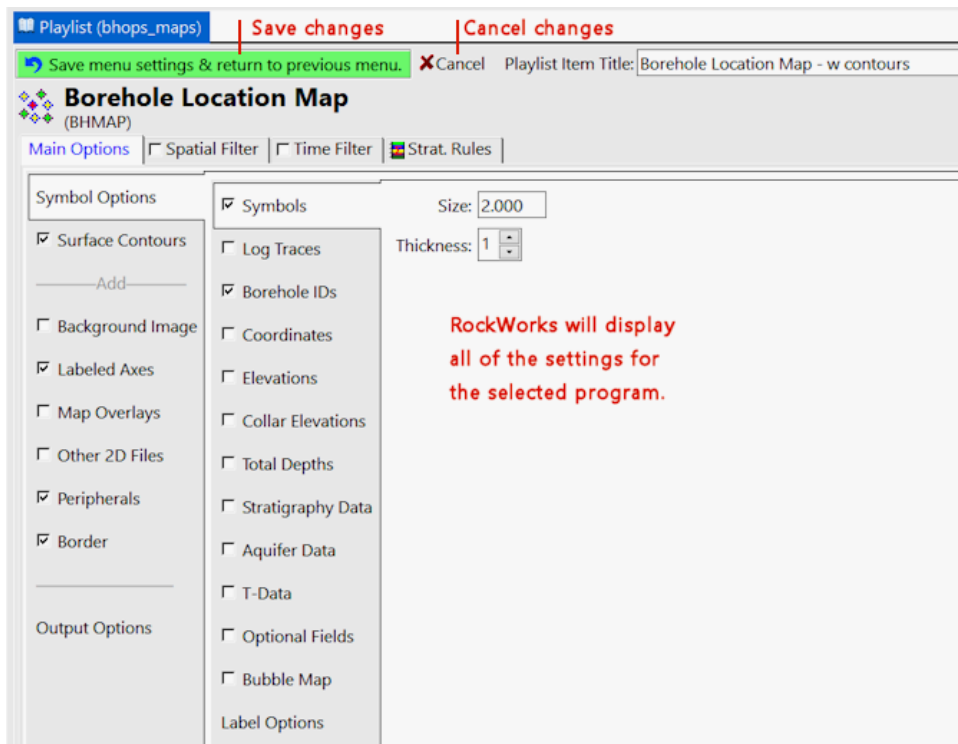 Playlist (bhops_maps)
Save changes
Cancel changes
Save menu settings & return to previous menu.
Cancel
Playlist Item Title: Borehole Location Map - w contours
Borehole Location Map
(BHMAP)
Main Options
Spatial Filter
Time Filter
Strat. Rules
Symbol Options
Surface Contours
Add
Background Image
Labeled Axes
Map Overlays
Other 2D Files
Peripherals
Border
Output Options
Symbols
Log Traces
Borehole IDs
Coordinates
Elevations
Collar Elevations
Total Depths
Stratigraphy Data
Aquifer Data
T-Data
Optional Fields
Bubble Map
Label Options
Size: 2.000
Thickness: 1
RockWorks will display
all of the settings for
the selected program.